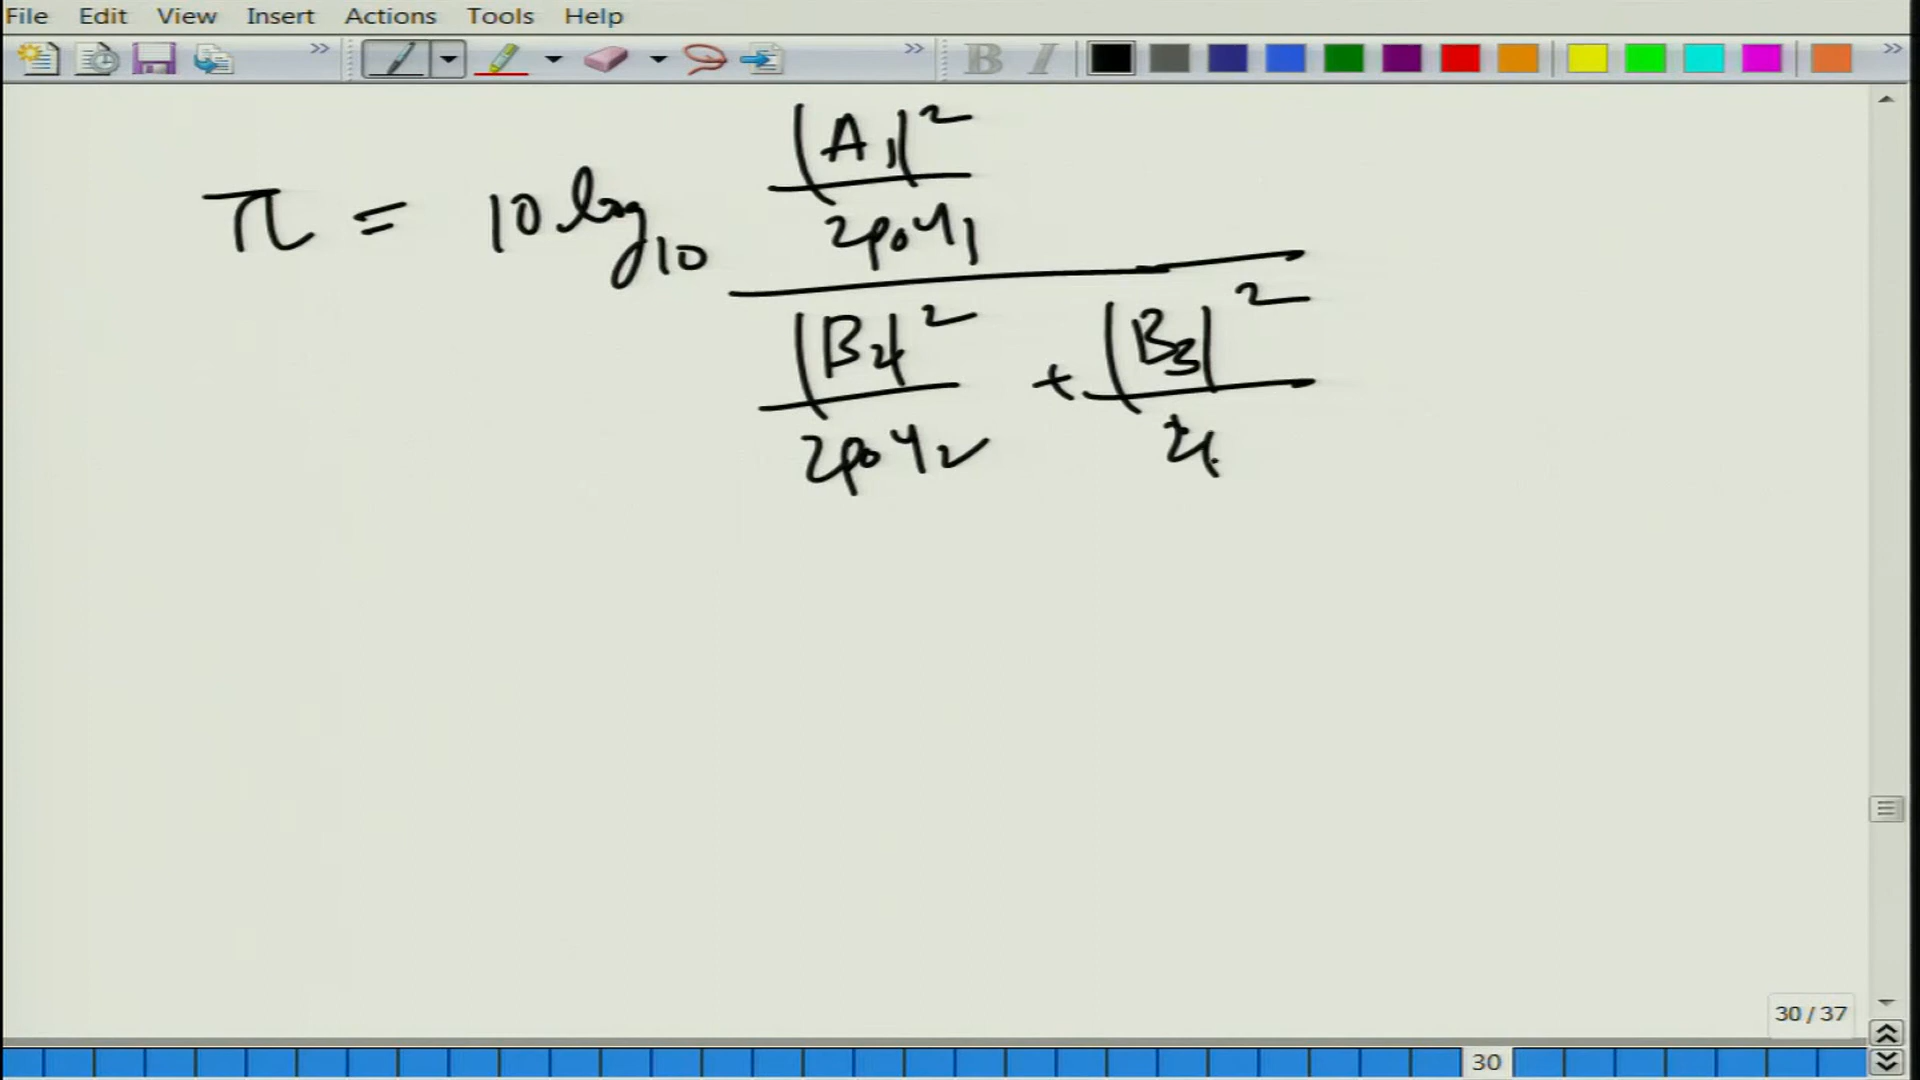 File Edit View Insert Actions Tools Help
B I
|A₁|²
TL = 10 log₁₀
2ρ₀Y₁
|B₂|² + |B₃|²
2ρ₀Y₂
30 / 37
30